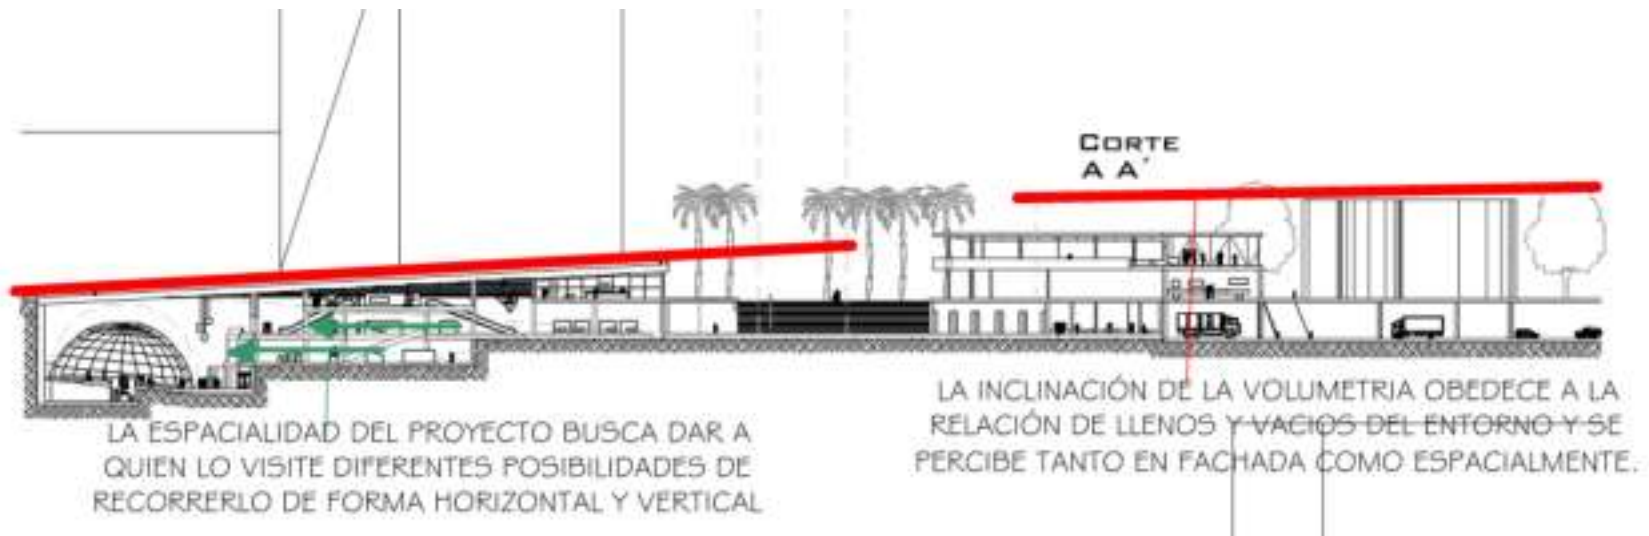 CORTE
A A'
LA INCLINACIÓN DE LA VOLUMETRIA OBEDECE A LA
RELACIÓN DE LLENOS Y VACIOS DEL ENTORNO Y SE
PERCIBE TANTO EN FACHADA COMO ESPACIALMENTE.
LA ESPACIALIDAD DEL PROYECTO BUSCA DAR A
QUIEN LO VISITE DIFERENTES POSIBILIDADES DE
RECORRERLO DE FORMA HORIZONTAL Y VERTICAL